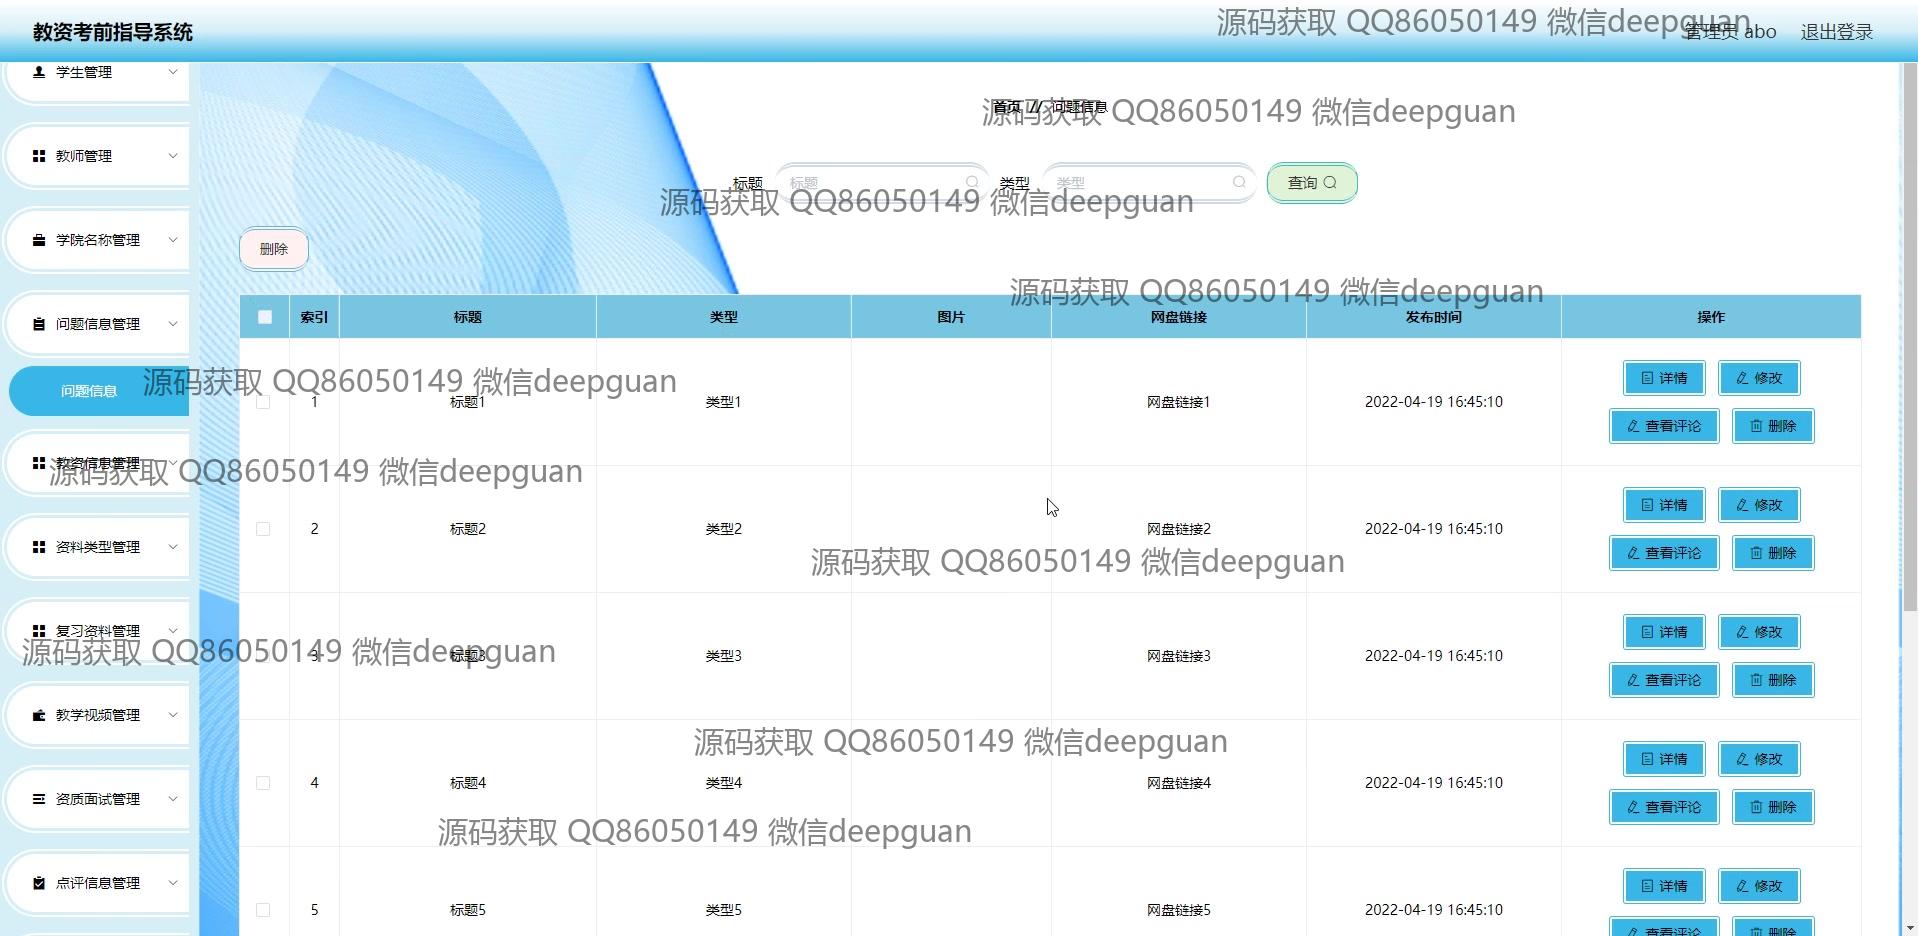 教资考前指导系统
源码获取 QQ86050149 微信deepguan
管理员 abo 退出登录
学生管理
首页 // 问题信息
源码获取 QQ86050149 微信deepguan
教师管理
标题 标题 类型 类型 查询
源码获取 QQ86050149 微信deepguan
学院名称管理
删除
源码获取 QQ86050149 微信deepguan
问题信息管理
索引 标题 类型 图片 网盘链接 发布时间 操作
问题信息
源码获取 QQ86050149 微信deepguan
详情 修改
1 标题1 类型1 网盘链接1 2022-04-19 16:45:10
查看评论 删除
教资信息管理
源码获取 QQ86050149 微信deepguan
详情 修改
2 标题2 类型2 网盘链接2 2022-04-19 16:45:10
资料类型管理
查看评论 删除
源码获取 QQ86050149 微信deepguan
复习资料管理
详情 修改
源码获取 QQ86050149 微信deepguan
3 标题3 类型3 网盘链接3 2022-04-19 16:45:10
查看评论 删除
教学视频管理
源码获取 QQ86050149 微信deepguan
详情 修改
4 标题4 类型4 网盘链接4 2022-04-19 16:45:10
资质面试管理
查看评论 删除
源码获取 QQ86050149 微信deepguan
点评信息管理
详情 修改
5 标题5 类型5 网盘链接5 2022-04-19 16:45:10
查看评论 删除